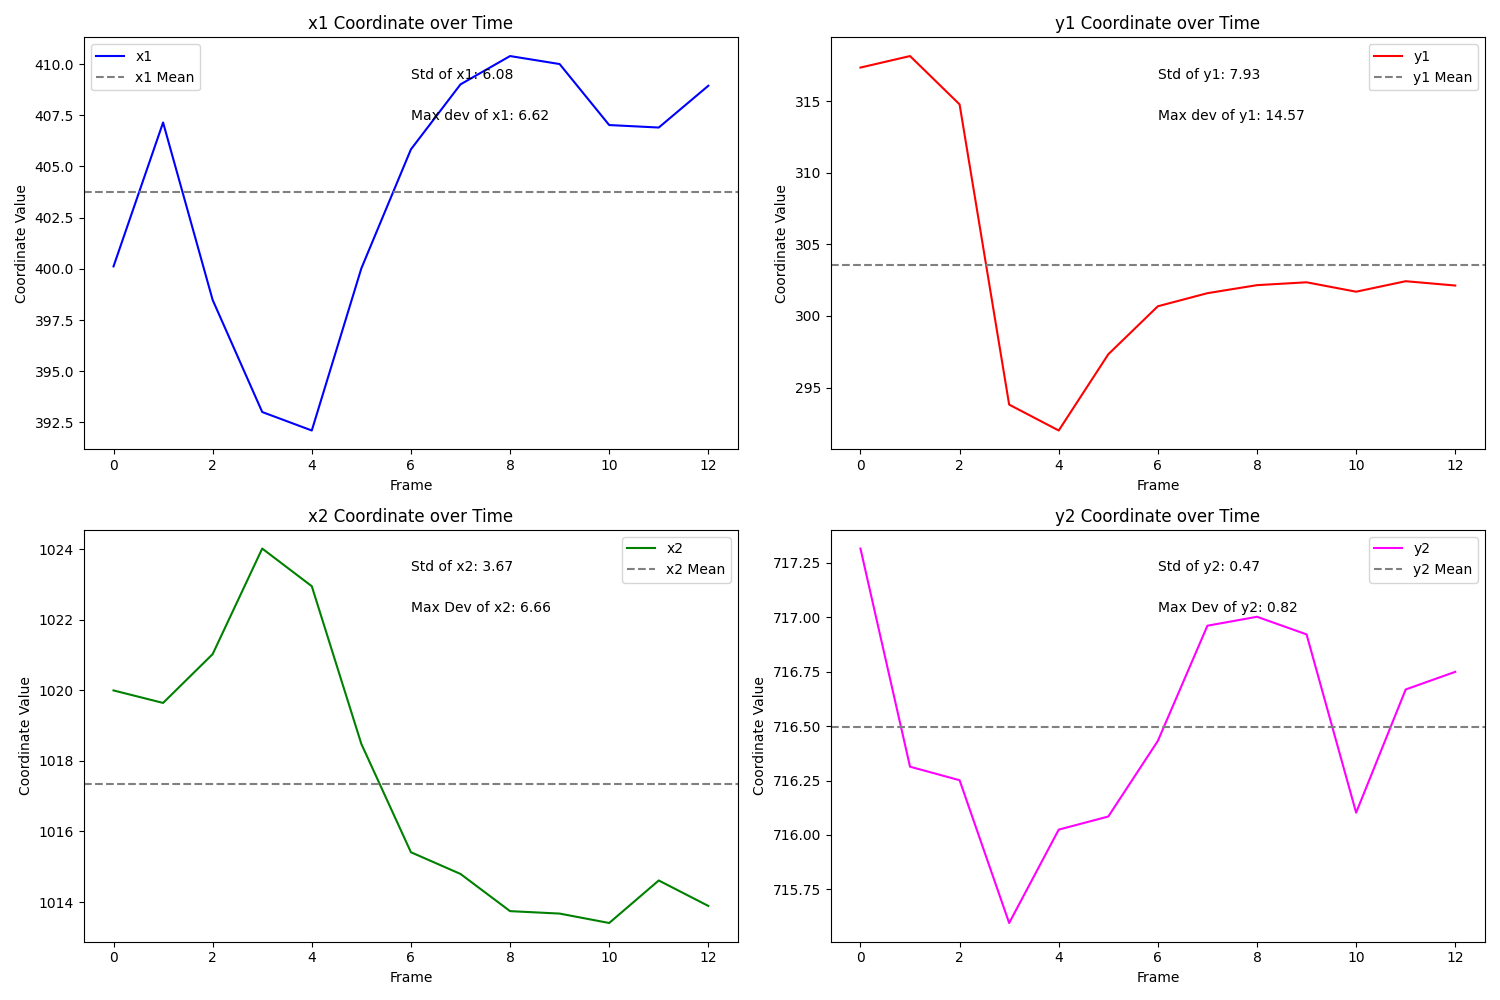 x1 Coordinate over Time
x1
x1 Mean
Std of x1: 6.08
Max dev of x1: 6.62
410.0
407.5
405.0
402.5
400.0
397.5
395.0
392.5
Coordinate Value
0 2 4 6 8 10 12
Frame
y1 Coordinate over Time
y1
y1 Mean
Std of y1: 7.93
Max dev of y1: 14.57
315
310
305
300
295
Coordinate Value
0 2 4 6 8 10 12
Frame
x2 Coordinate over Time
x2
x2 Mean
Std of x2: 3.67
Max Dev of x2: 6.66
1024
1022
1020
1018
1016
1014
Coordinate Value
0 2 4 6 8 10 12
Frame
y2 Coordinate over Time
y2
y2 Mean
Std of y2: 0.47
Max Dev of y2: 0.82
717.25
717.00
716.75
716.50
716.25
716.00
715.75
Coordinate Value
0 2 4 6 8 10 12
Frame